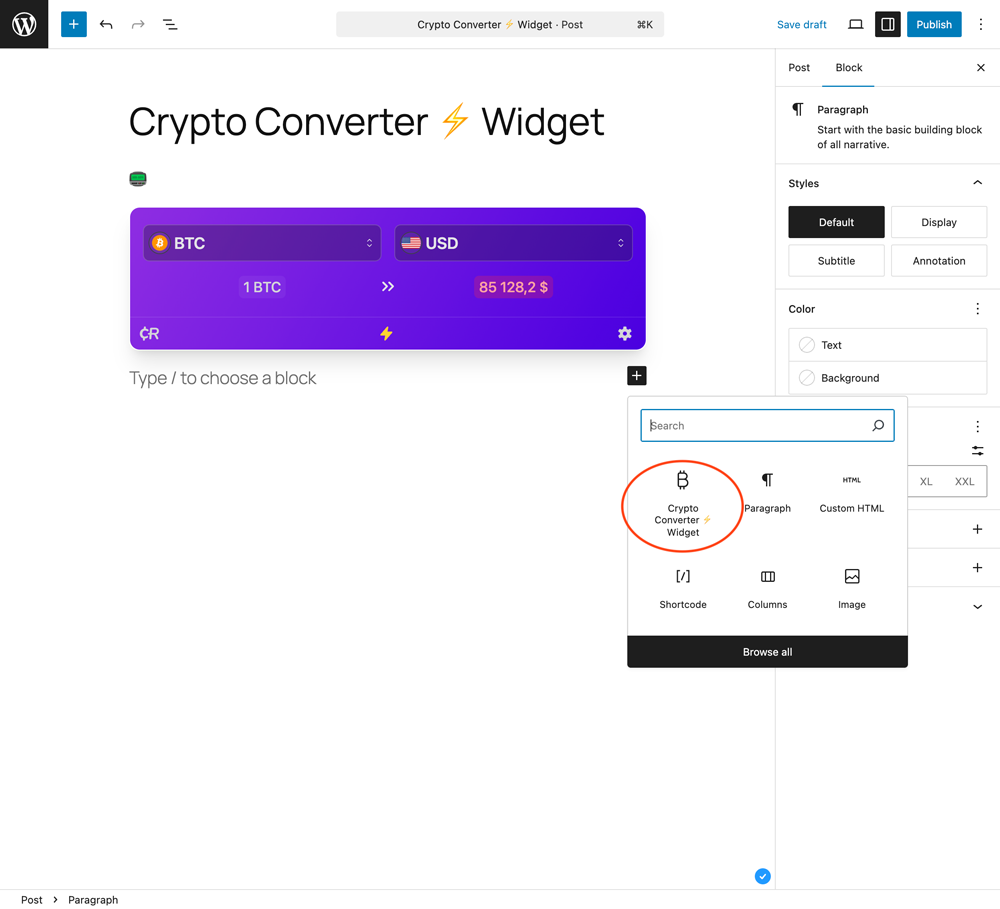 Crypto Converter ⚡ Widget · Post
⌘K
Save draft
Publish
Post
Block
Paragraph
Start with the basic building block
of all narrative.
Styles
Default
Display
Subtitle
Annotation
Color
Text
Background
XL
XXL
Crypto Converter ⚡ Widget
BTC
USD
1 BTC
85 128,2 $
₵R
Type / to choose a block
Search
Crypto
Converter ⚡
Widget
Paragraph
HTML
Custom HTML
[/]
Shortcode
Columns
Image
Browse all
Post
Paragraph